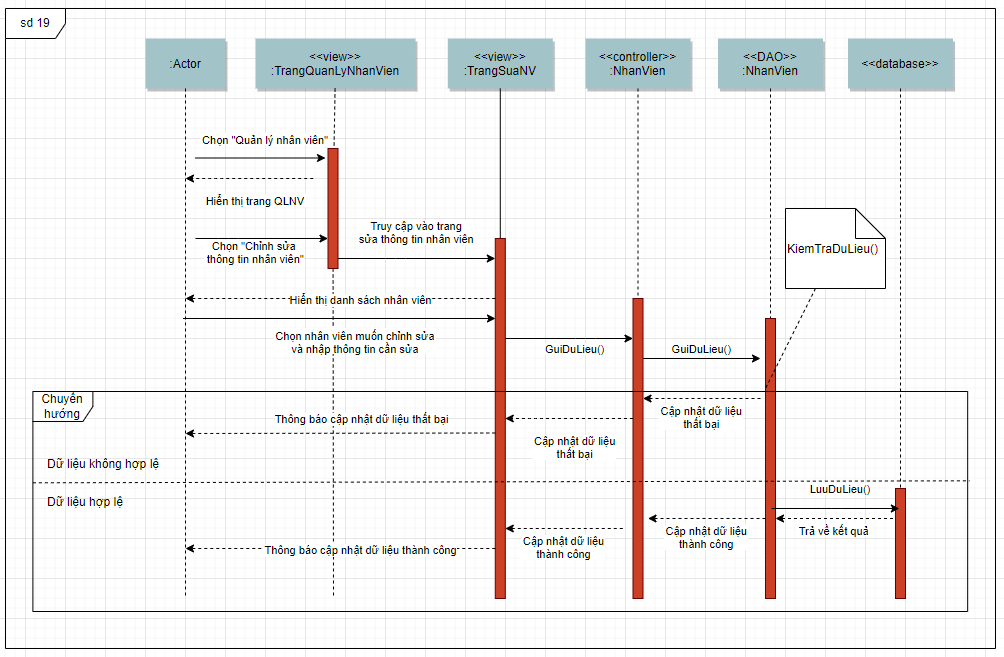 sd 19
:Actor
<<view>>
:TrangQuanLyNhanVien
<<view>>
:TrangSuaNV
<<controller>>
:NhanVien
<<DAO>>
:NhanVien
<<database>>
Chọn "Quản lý nhân viên"
Hiển thị trang QLNV
Chọn "Chỉnh sửa
thông tin nhân viên"
Truy cập vào trang
sửa thông tin nhân viên
KiemTraDuLieu()
Hiển thị danh sách nhân viên
Chọn nhân viên muốn chỉnh sửa
và nhập thông tin cần sửa
GuiDuLieu()
GuiDuLieu()
Chuyển
hướng
Cập nhật dữ liệu
thất bại
Thông báo cập nhật dữ liệu thất bại
Cập nhật dữ liệu
thất bại
Dữ liệu không hợp lệ
Dữ liệu hợp lệ
LuuDuLieu()
Trả về kết quả
Cập nhật dữ liệu
thành công
Cập nhật dữ liệu
thành công
Thông báo cập nhật dữ liệu thành công